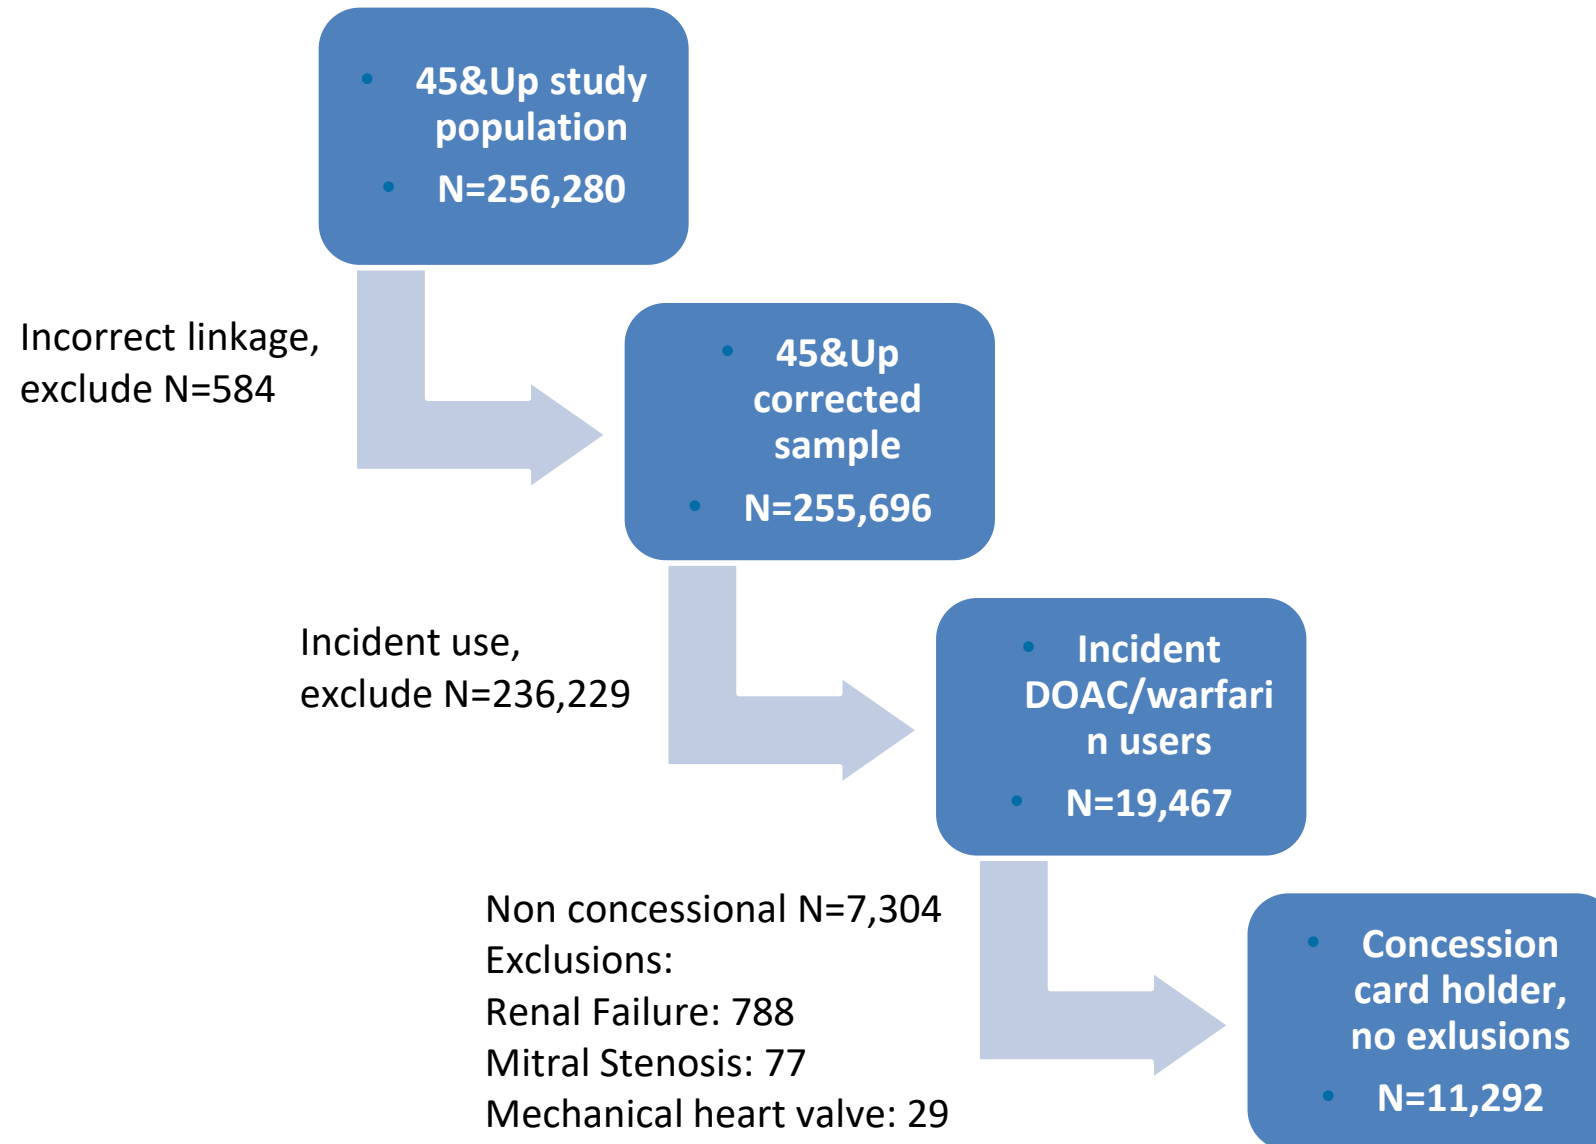 • 45&Up study
population
• N=256,280
Incorrect linkage,
exclude N=584
• 45&Up
corrected
sample
• N=255,696
Incident use,
exclude N=236,229
• Incident
DOAC/warfari
n users
• N=19,467
Non concessional N=7,304
Exclusions:
Renal Failure: 788
Mitral Stenosis: 77
Mechanical heart valve: 29
• Concession
card holder,
no exlusions
• N=11,292